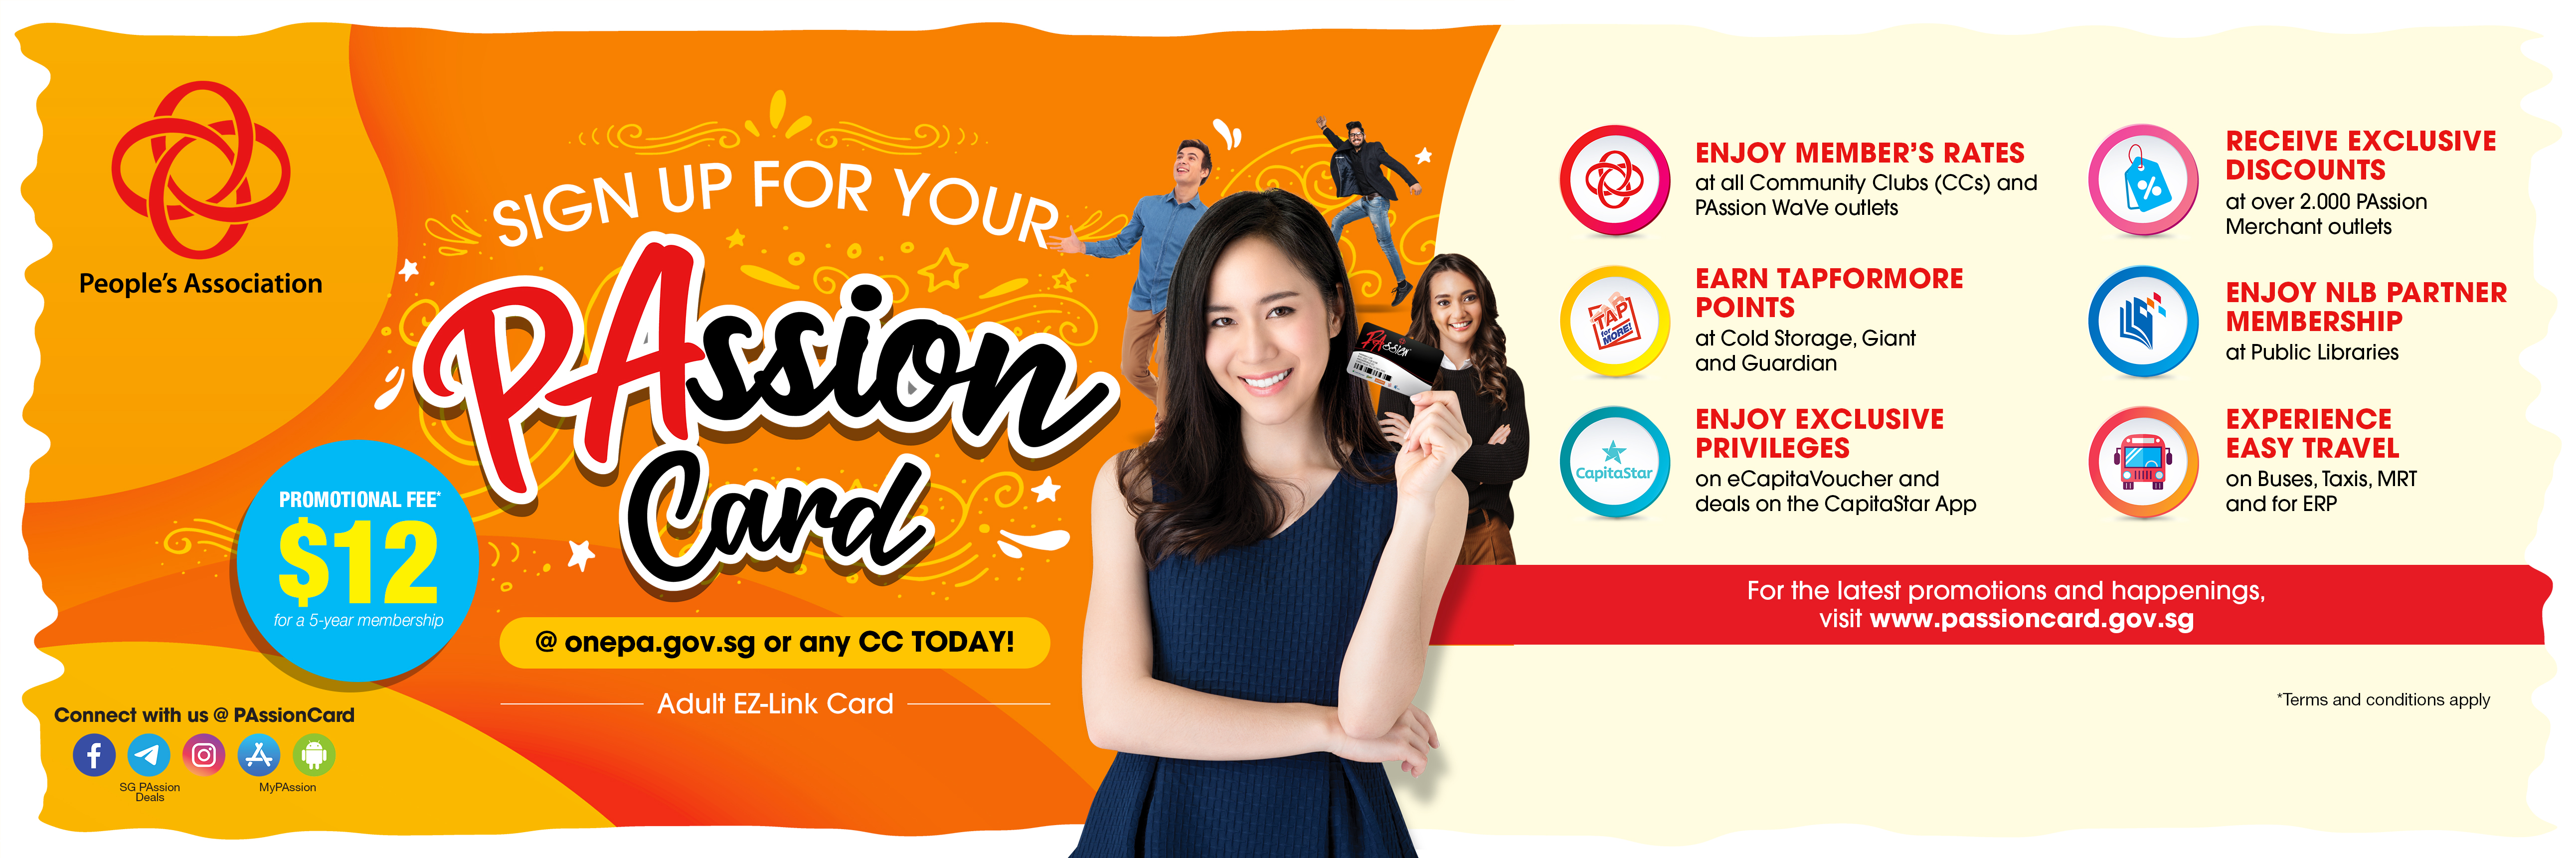 People's Association
SIGN UP FOR YOUR
PAssion
Card
PROMOTIONAL FEE*
$12
for a 5-year membership
@ onepa.gov.sg or any CC TODAY!
Adult EZ-Link Card
Connect with us @ PAssionCard
SG PAssion
Deals
MyPAssion
PAssion
ENJOY MEMBER'S RATES
at all Community Clubs (CCs) and
PAssion WaVe outlets
TAP
for
MORE!
EARN TAPFORMORE
POINTS
at Cold Storage, Giant
and Guardian
CapitaStar
ENJOY EXCLUSIVE
PRIVILEGES
on eCapitaVoucher and
deals on the CapitaStar App
%
RECEIVE EXCLUSIVE
DISCOUNTS
at over 2.000 PAssion
Merchant outlets
ENJOY NLB PARTNER
MEMBERSHIP
at Public Libraries
EXPERIENCE
EASY TRAVEL
on Buses, Taxis, MRT
and for ERP
For the latest promotions and happenings,
visit www.passioncard.gov.sg
*Terms and conditions apply